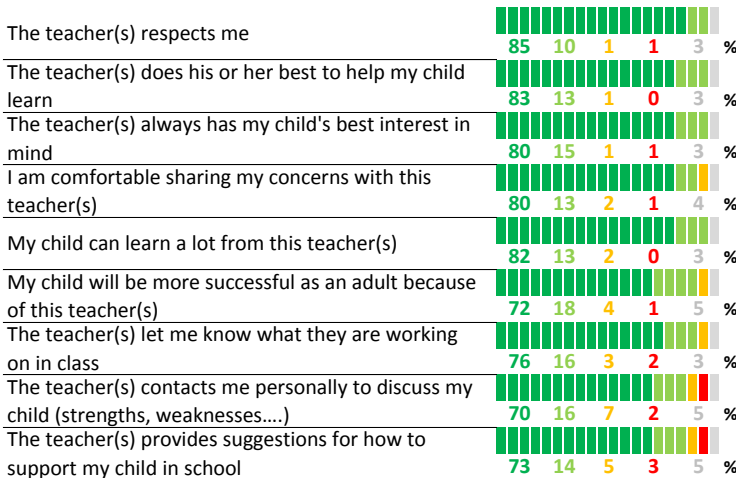 The teacher(s) respects me
85 10 1 1 3 %
The teacher(s) does his or her best to help my child
learn
83 13 1 0 3 %
The teacher(s) always has my child's best interest in
mind
80 15 1 1 3 %
I am comfortable sharing my concerns with this
teacher(s)
80 13 2 1 4 %
My child can learn a lot from this teacher(s)
82 13 2 0 3 %
My child will be more successful as an adult because
of this teacher(s)
72 18 4 1 5 %
The teacher(s) let me know what they are working
on in class
76 16 3 2 3 %
The teacher(s) contacts me personally to discuss my
child (strengths, weaknesses....)
70 16 7 2 5 %
The teacher(s) provides suggestions for how to
support my child in school
73 14 5 3 5 %